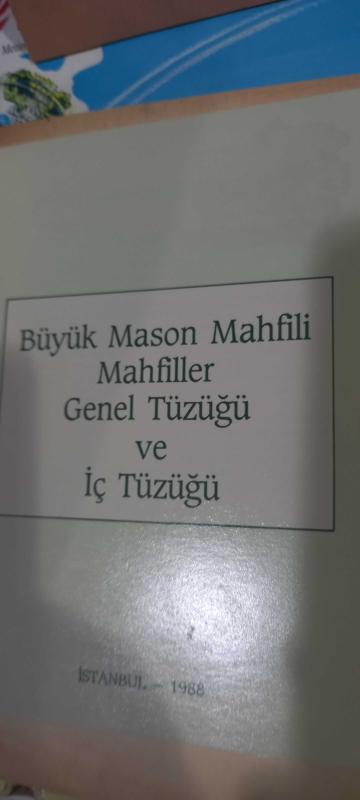 Büyük Mason Mahfili
Mahfiller
Genel Tüzüğü
ve
İç Tüzüğü
İSTANBUL – 1988